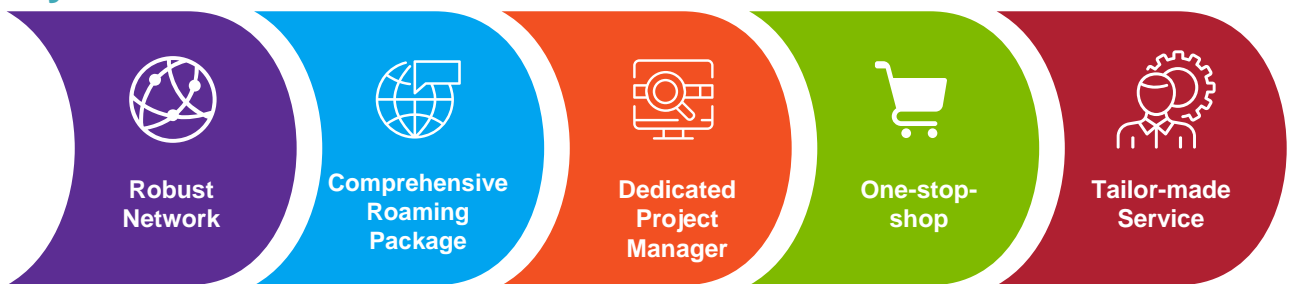 Robust
Network
Comprehensive
Roaming
Package
Dedicated
Project
Manager
One-stop-
shop
Tailor-made
Service